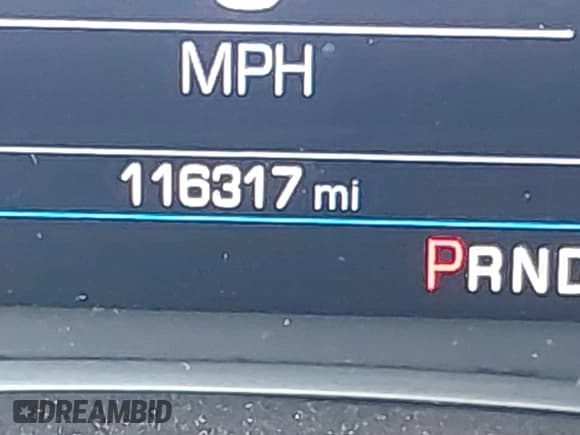 MPH
116317 mi
PRND
DREAMBID